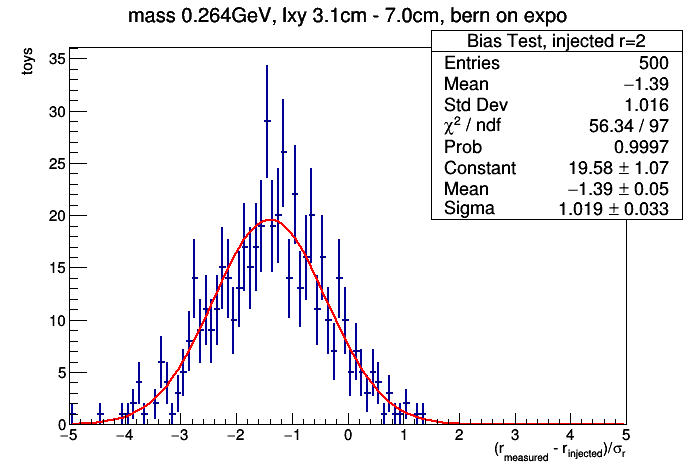 mass 0.264GeV, lxy 3.1cm - 7.0cm, bern on expo
Bias Test, injected r=2
Entries 500
Mean −1.39
Std Dev 1.016
χ² / ndf 56.34 / 97
Prob 0.9997
Constant 19.58 ± 1.07
Mean −1.39 ± 0.05
Sigma 1.019 ± 0.033
toys
35
30
25
20
15
10
5
0
−5 −4 −3 −2 −1 0 1 2 3 4 5
(r_measured - r_injected)/σ_r